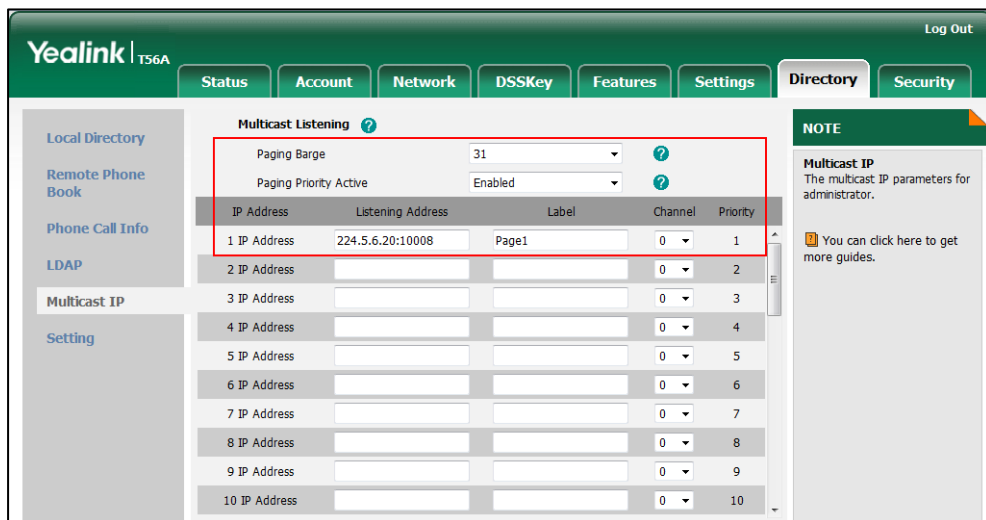 Log Out
Yealink T56A
Status Account Network DSSKey Features Settings Directory Security
Local Directory
Remote Phone
Book
Phone Call Info
LDAP
Multicast IP
Setting
Multicast Listening ?
Paging Barge 31 ?
Paging Priority Active Enabled ?
IP Address Listening Address Label Channel Priority
1 IP Address 224.5.6.20:10008 Page1 0 1
2 IP Address 0 2
3 IP Address 0 3
4 IP Address 0 4
5 IP Address 0 5
6 IP Address 0 6
7 IP Address 0 7
8 IP Address 0 8
9 IP Address 0 9
10 IP Address 0 10
NOTE
Multicast IP
The multicast IP parameters for
administrator.
? You can click here to get
more guides.